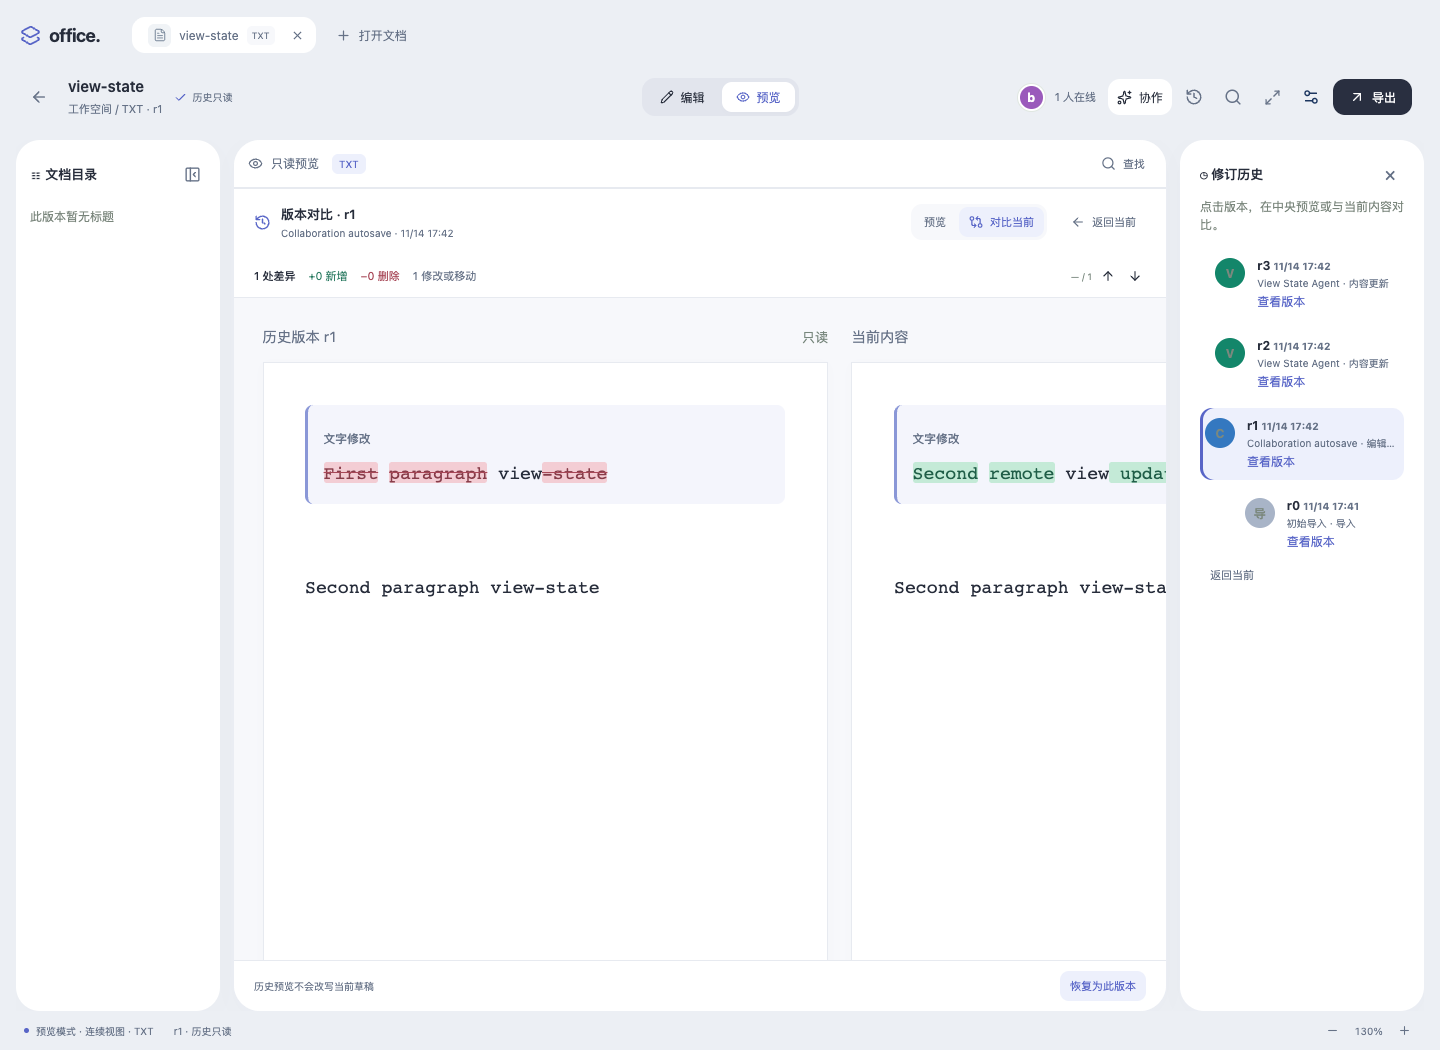 office.
view-state TXT
打开文档
view-state
工作空间 / TXT · r1
历史只读
编辑
预览
b
1 人在线
协作
导出
文档目录
此版本暂无标题
只读预览 TXT
查找
版本对比 · r1
Collaboration autosave · 11/14 17:42
预览
对比当前
返回当前
1 处差异 +0 新增 −0 删除 1 修改或移动
— / 1
历史版本 r1
只读
文字修改
First paragraph view-state
Second paragraph view-state
当前内容
文字修改
Second remote view upda
Second paragraph view-sta
历史预览不会改写当前草稿
恢复为此版本
修订历史
点击版本，在中央预览或与当前内容对
比。
V
r3 11/14 17:42
View State Agent · 内容更新
查看版本
V
r2 11/14 17:42
View State Agent · 内容更新
查看版本
C
r1 11/14 17:42
Collaboration autosave · 编辑...
查看版本
导
r0 11/14 17:41
初始导入 · 导入
查看版本
返回当前
预览模式 · 连续视图 · TXT
r1 · 历史只读
130%